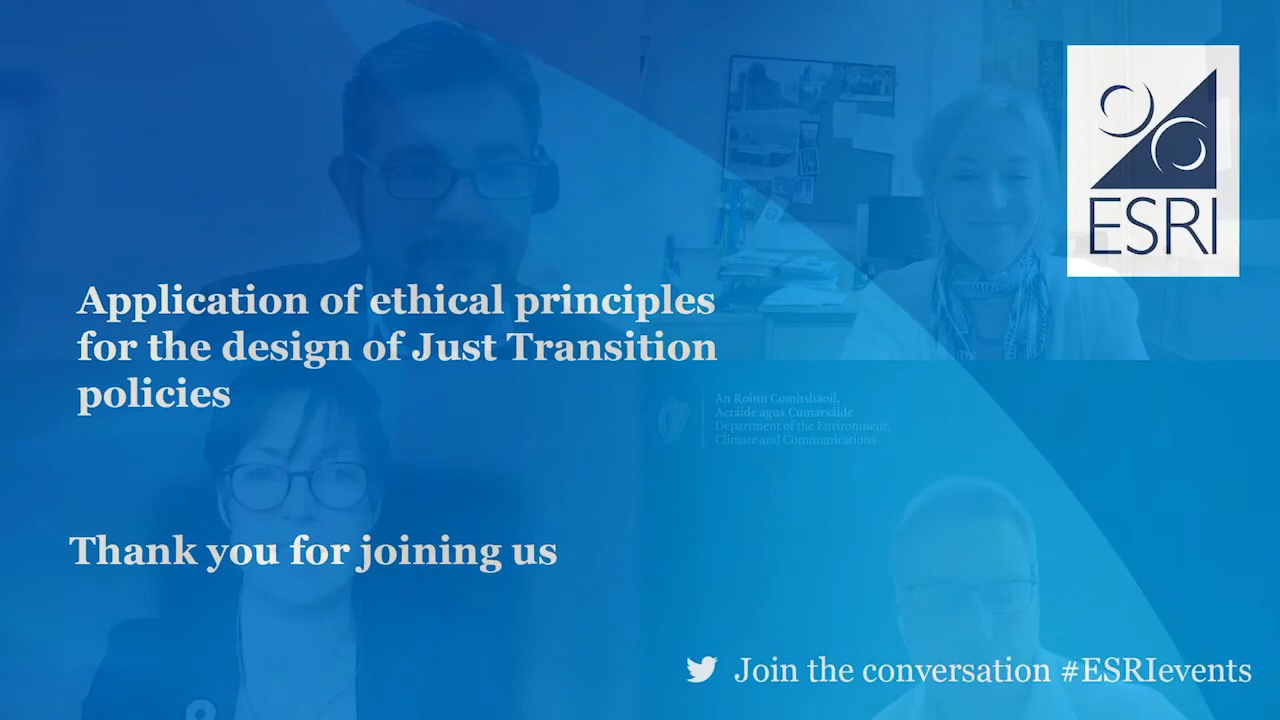 ESRI
Application of ethical principles
for the design of Just Transition
policies
An Roinn Comhshaoil,
Aeráide agus Cumarsáide
Department of the Environment,
Climate and Communications
Thank you for joining us
Join the conversation #ESRIevents